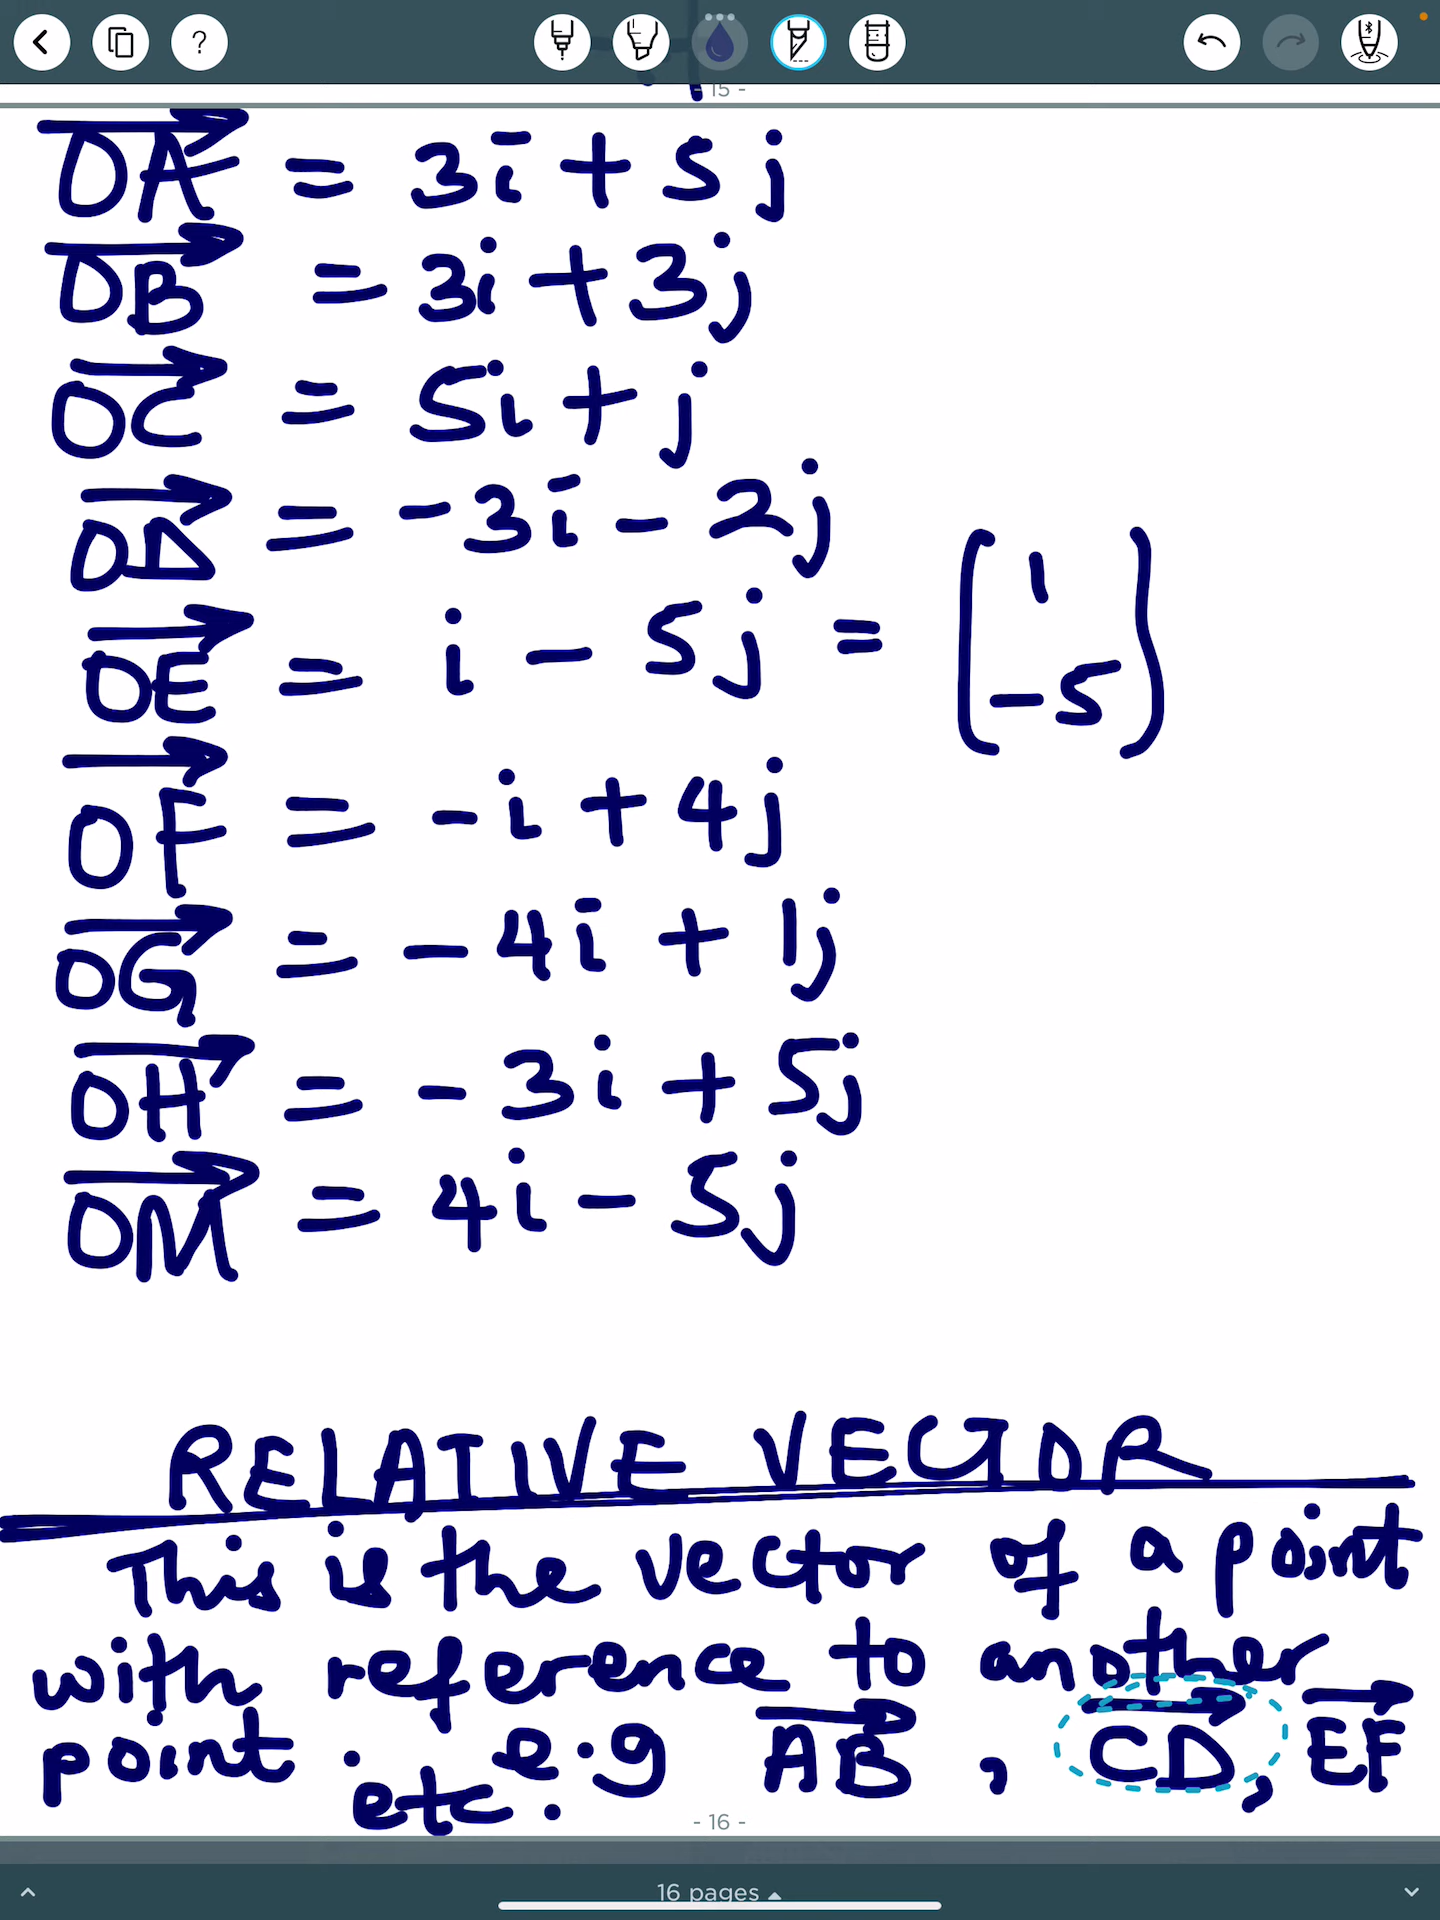 ?
- 15 -
OA = 3i + 5j
OB = 3i + 3j
OC = 5i + j
OD = -3i - 2j
OE = i - 5j = ( 1 -5 )
OF = -i + 4j
OG = -4i + 1j
OH = -3i + 5j
OM = 4i - 5j
RELATIVE VECTOR
This is the vector of a point
with reference to another
point . e.g AB , CD, EF
etc.
- 16 -
16 pages